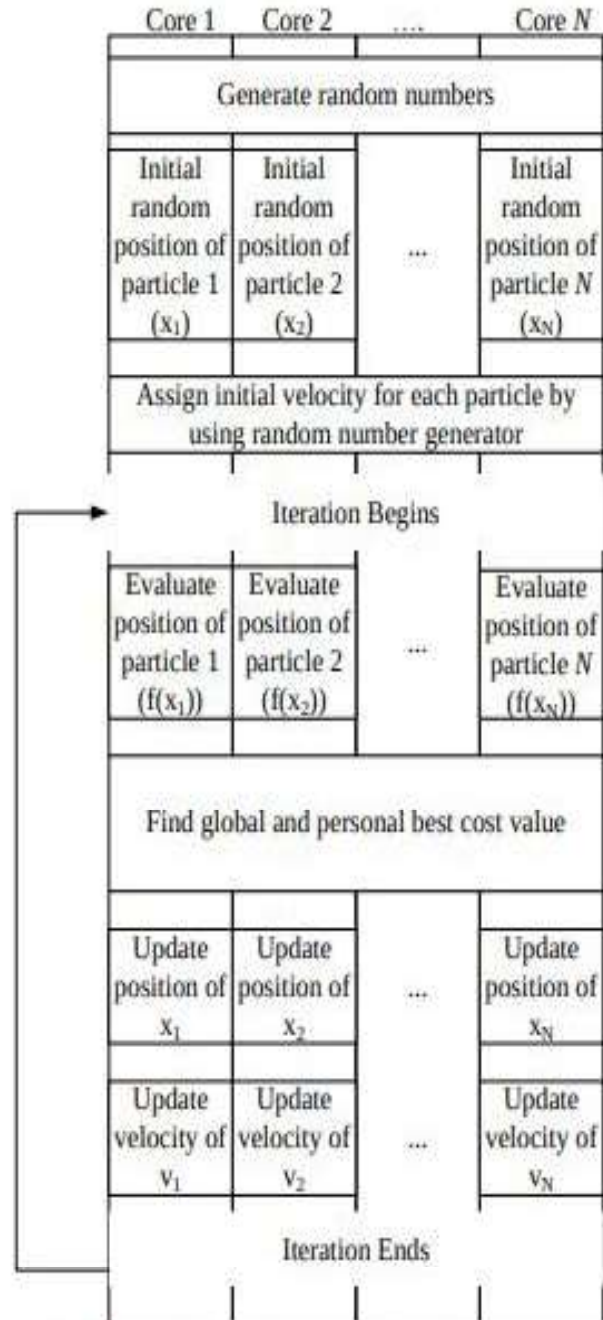 Core 1 Core 2 .... Core N
Generate random numbers
Initial random position of particle 1 (x₁)
Initial random position of particle 2 (x₂)
...
Initial random position of particle N (x_N)
Assign initial velocity for each particle by
using random number generator
Iteration Begins
Evaluate position of particle 1 (f(x₁))
Evaluate position of particle 2 (f(x₂))
...
Evaluate position of particle N (f(x_N))
Find global and personal best cost value
Update position of x₁
Update position of x₂
...
Update position of x_N
Update velocity of v₁
Update velocity of v₂
...
Update velocity of v_N
Iteration Ends